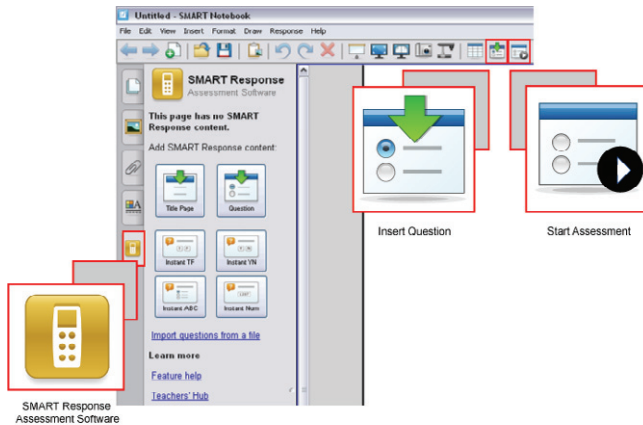 Untitled - SMART Notebook
File Edit View Insert Format Draw Response Help
SMART Response
Assessment Software
This page has no SMART
Response content.
Add SMART Response content:
Title Page
Question
Instant TF
Instant YN
Instant ABC
Instant Num
Import questions from a file
Learn more
Feature help
Teachers' Hub
Insert Question
Start Assessment
SMART Response
Assessment Software